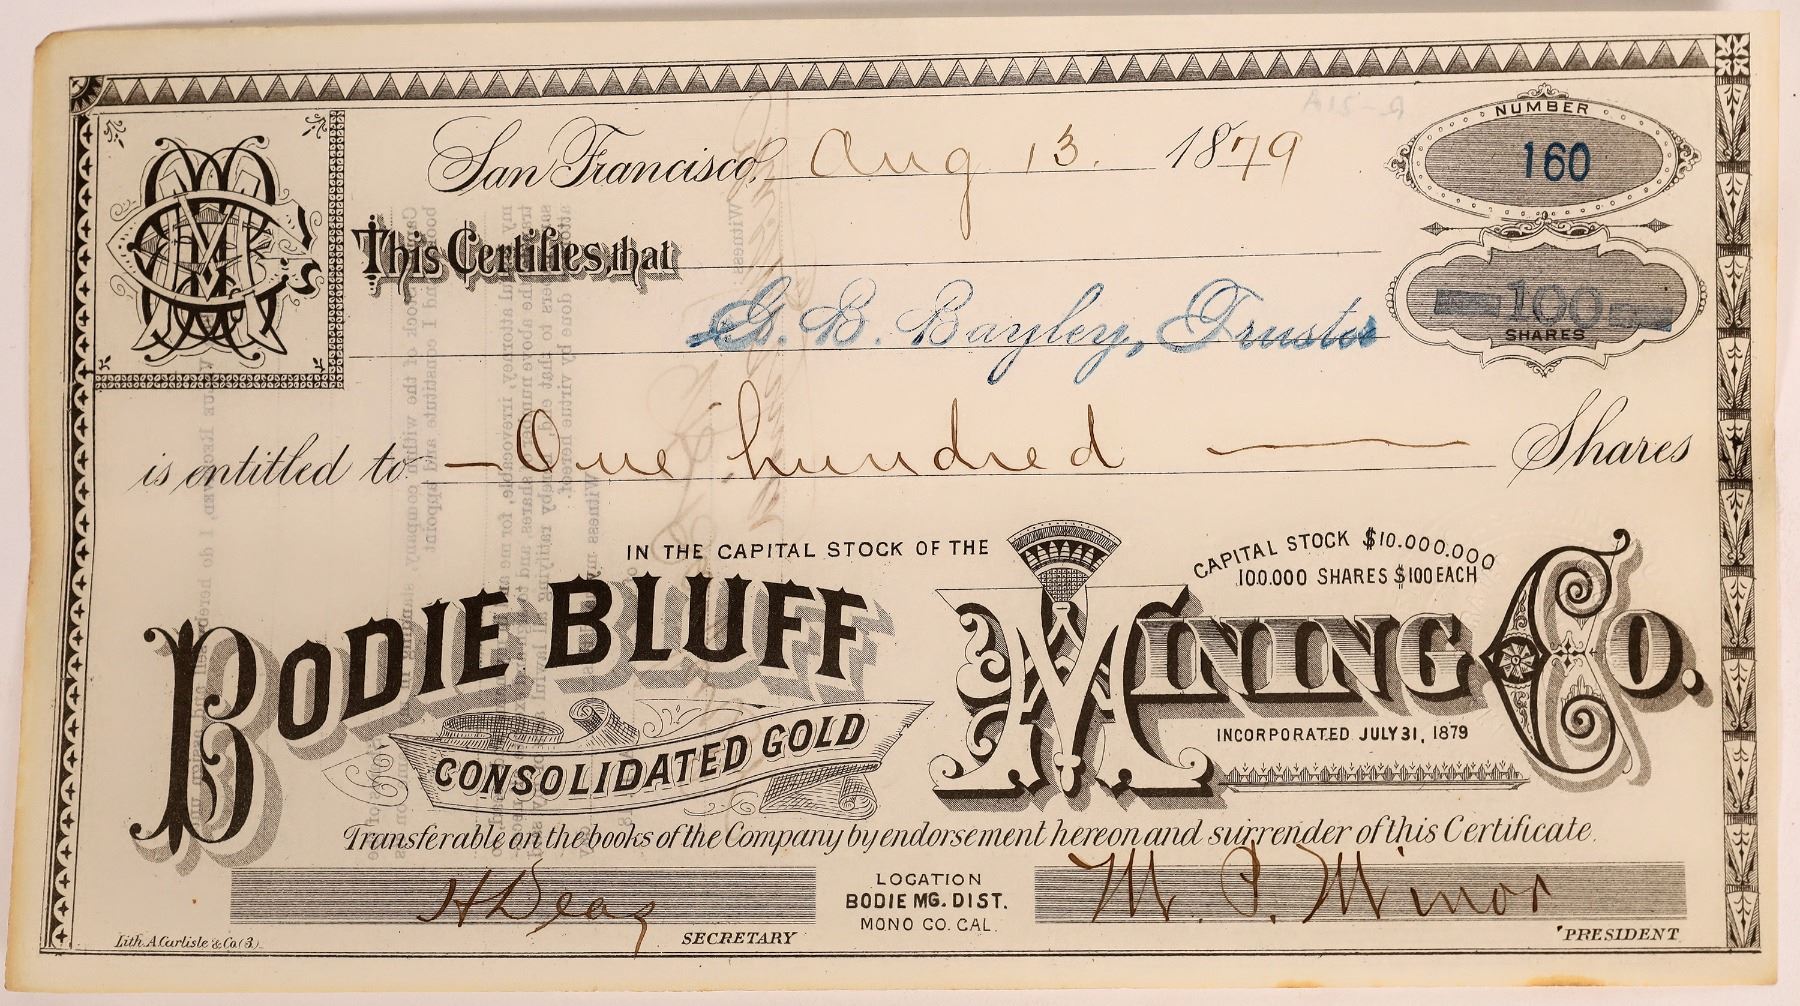 San Francisco, Aug 13. 1879
NUMBER
160
This Certifies, that
G. B. Bayley, Trustee
100
SHARES
is entitled to One hundred Shares
IN THE CAPITAL STOCK OF THE
CAPITAL STOCK $10.000.000
100.000 SHARES $100 EACH
BODIE BLUFF
CONSOLIDATED GOLD
MINING CO.
INCORPORATED JULY 31, 1879
Transferable on the books of the Company by endorsement hereon and surrender of this Certificate.
LOCATION
BODIE MG. DIST.
MONO CO. CAL.
M. S. Minor
Lith. A. Carlisle & Co. (3.)
SECRETARY
PRESIDENT